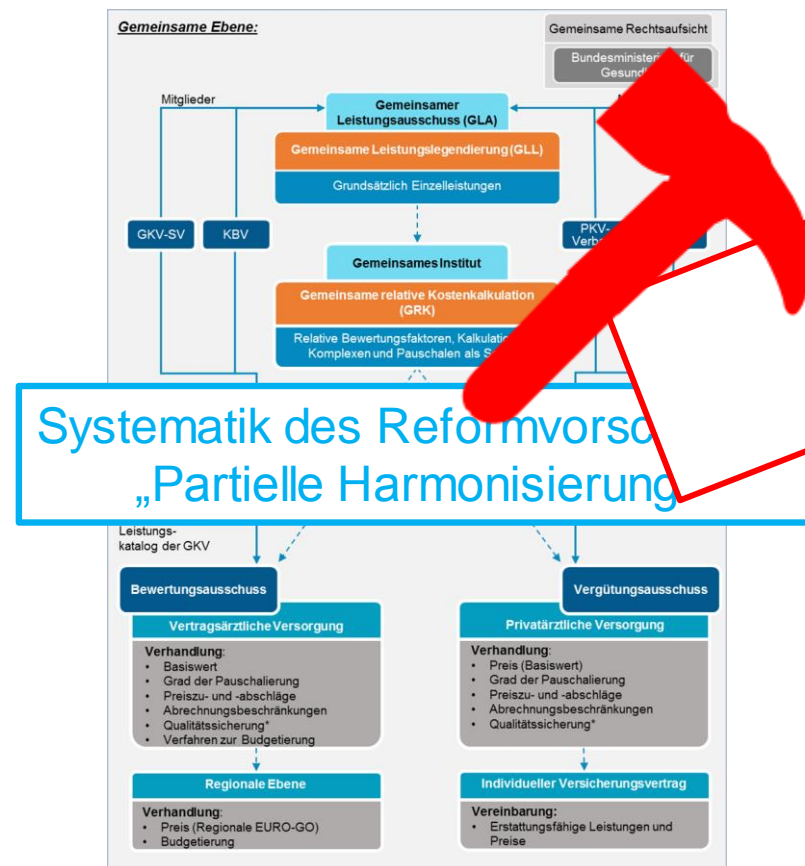 Gemeinsame Ebene:
Gemeinsame Rechtsaufsicht
Mitglieder
Gemeinsamer
Leistungsausschuss (GLA)
Gemeinsame Leistungslegendierung (GLL)
Grundsätzlich Einzelleistungen
GKV-SV
KBV
PKV-
Gemeinsames Institut
Gemeinsame relative Kostenkalkulation
(GRK)
Relative Bewertungsfaktoren,
Komplexen und Pauschalen als
Systematik des
„Partielle Harmonisierung
Leistungs-
katalog der GKV
Bewertungsausschuss
Vertragsärztliche Versorgung
Verhandlung:
• Basiswert
• Grad der Pauschalierung
• Preiszu- und -abschläge
• Abrechnungsbeschränkungen
• Qualitätssicherung*
• Verfahren zur Budgetierung
Regionale Ebene
Verhandlung:
• Preis (Regionale EURO-GO)
• Budgetierung
Vergütungsausschuss
Privatärztliche Versorgung
Verhandlung:
• Preis (Basiswert)
• Grad der Pauschalierung
• Preiszu- und -abschläge
• Abrechnungsbeschränkungen
• Qualitätssicherung*
Individueller Versicherungsvertrag
Vereinbarung:
• Erstattungsfähige Leistungen und
Preise